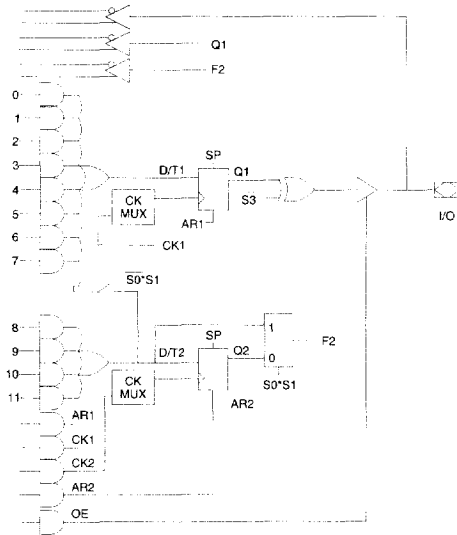 Q1
F2
0
1
2
3
4
5
6
7
D/T1
SP
Q1
CK
MUX
S3
AR1
CK1
I/O
S0*S1
8
9
10
11
D/T2
SP
Q2
1
0
F2
CK
MUX
S0*S1
AR2
AR1
CK1
CK2
AR2
OE